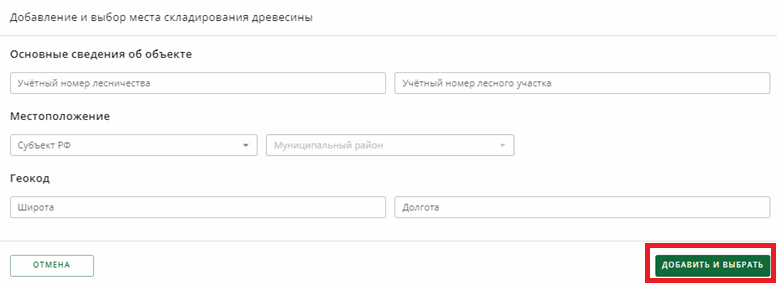 Добавление и выбор места складирования древесины
Основные сведения об объекте
Учётный номер лесничества
Учётный номер лесного участка
Местоположение
Субъект РФ
Муниципальный район
Геокод
Широта
Долгота
ОТМЕНА
ДОБАВИТЬ И ВЫБРАТЬ